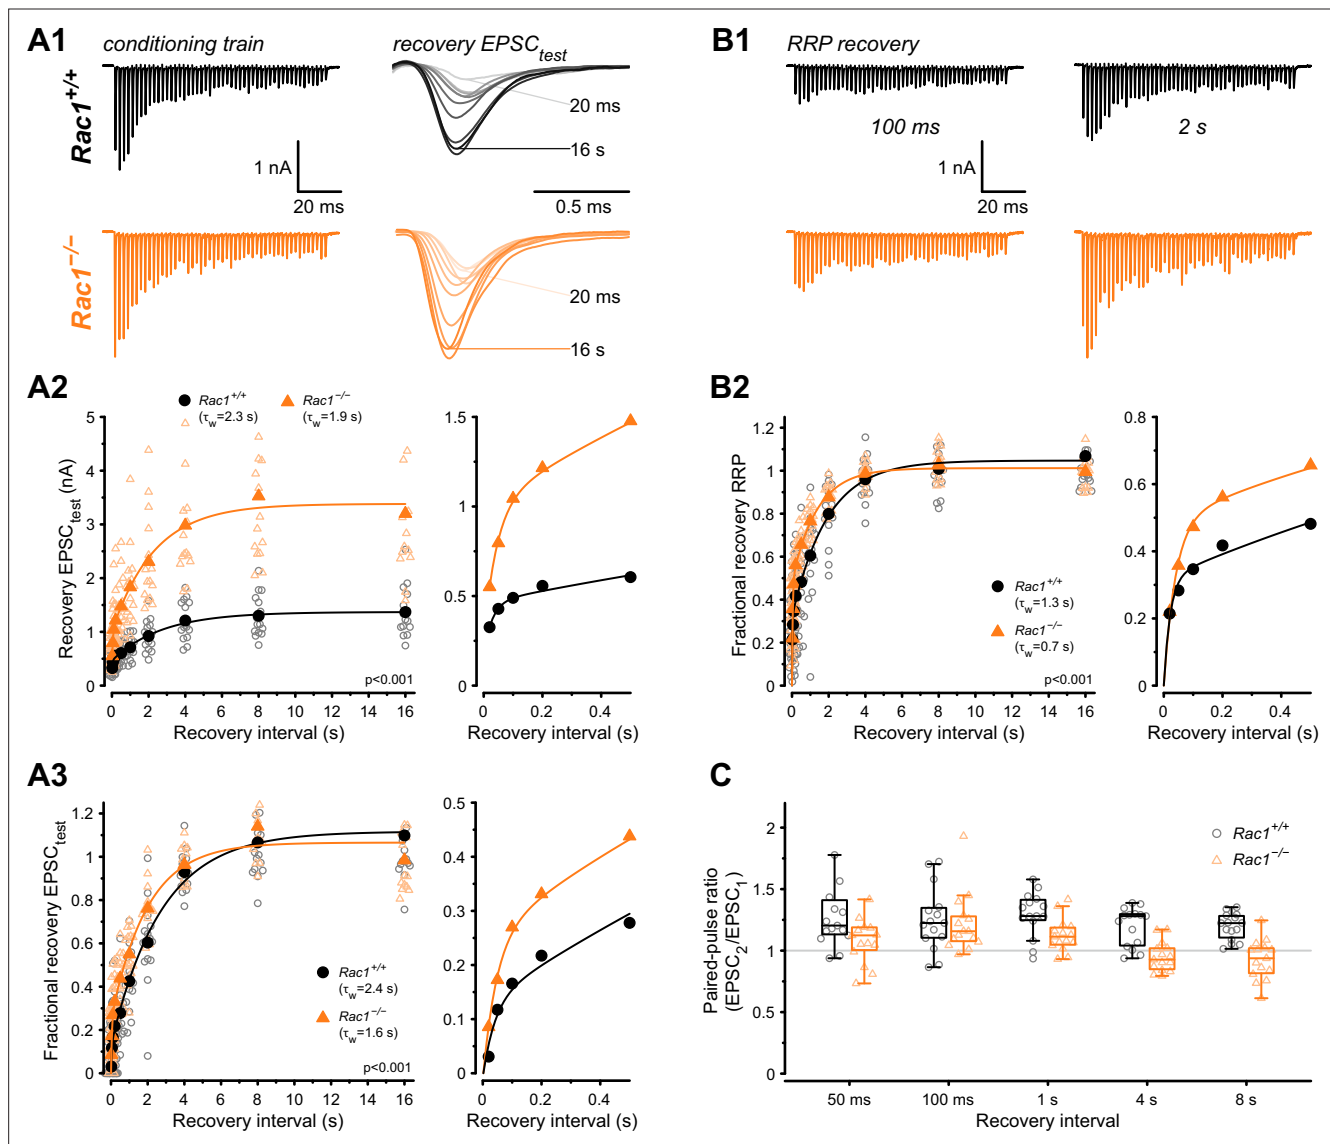 A1
conditioning train
recovery EPSC_test
Rac1+/+
20 ms
16 s
1 nA
20 ms
0.5 ms
Rac1−/−
20 ms
16 s
B1
RRP recovery
100 ms
2 s
1 nA
20 ms
A2
Rac1+/+
(τw=2.3 s)
Rac1−/−
(τw=1.9 s)
Recovery EPSC_test (nA)
5
4
3
2
1
0
p<0.001
0 2 4 6 8 10 12 14 16
Recovery interval (s)
1.5
1
0.5
0
0 0.2 0.4
Recovery interval (s)
B2
Fractional recovery RRP
1.2
1
0.8
0.6
0.4
0.2
0
Rac1+/+
(τw=1.3 s)
Rac1−/−
(τw=0.7 s)
p<0.001
0 2 4 6 8 10 12 14 16
Recovery interval (s)
0.8
0.6
0.4
0.2
0
0 0.2 0.4
Recovery interval (s)
A3
Fractional recovery EPSC_test
1.2
1
0.8
0.6
0.4
0.2
0
Rac1+/+
(τw=2.4 s)
Rac1−/−
(τw=1.6 s)
p<0.001
0 2 4 6 8 10 12 14 16
Recovery interval (s)
0.5
0.4
0.3
0.2
0.1
0
0 0.2 0.4
Recovery interval (s)
C
Paired-pulse ratio
(EPSC2/EPSC1)
2
1.5
1
0.5
0
Rac1+/+
Rac1−/−
50 ms 100 ms 1 s 4 s 8 s
Recovery interval